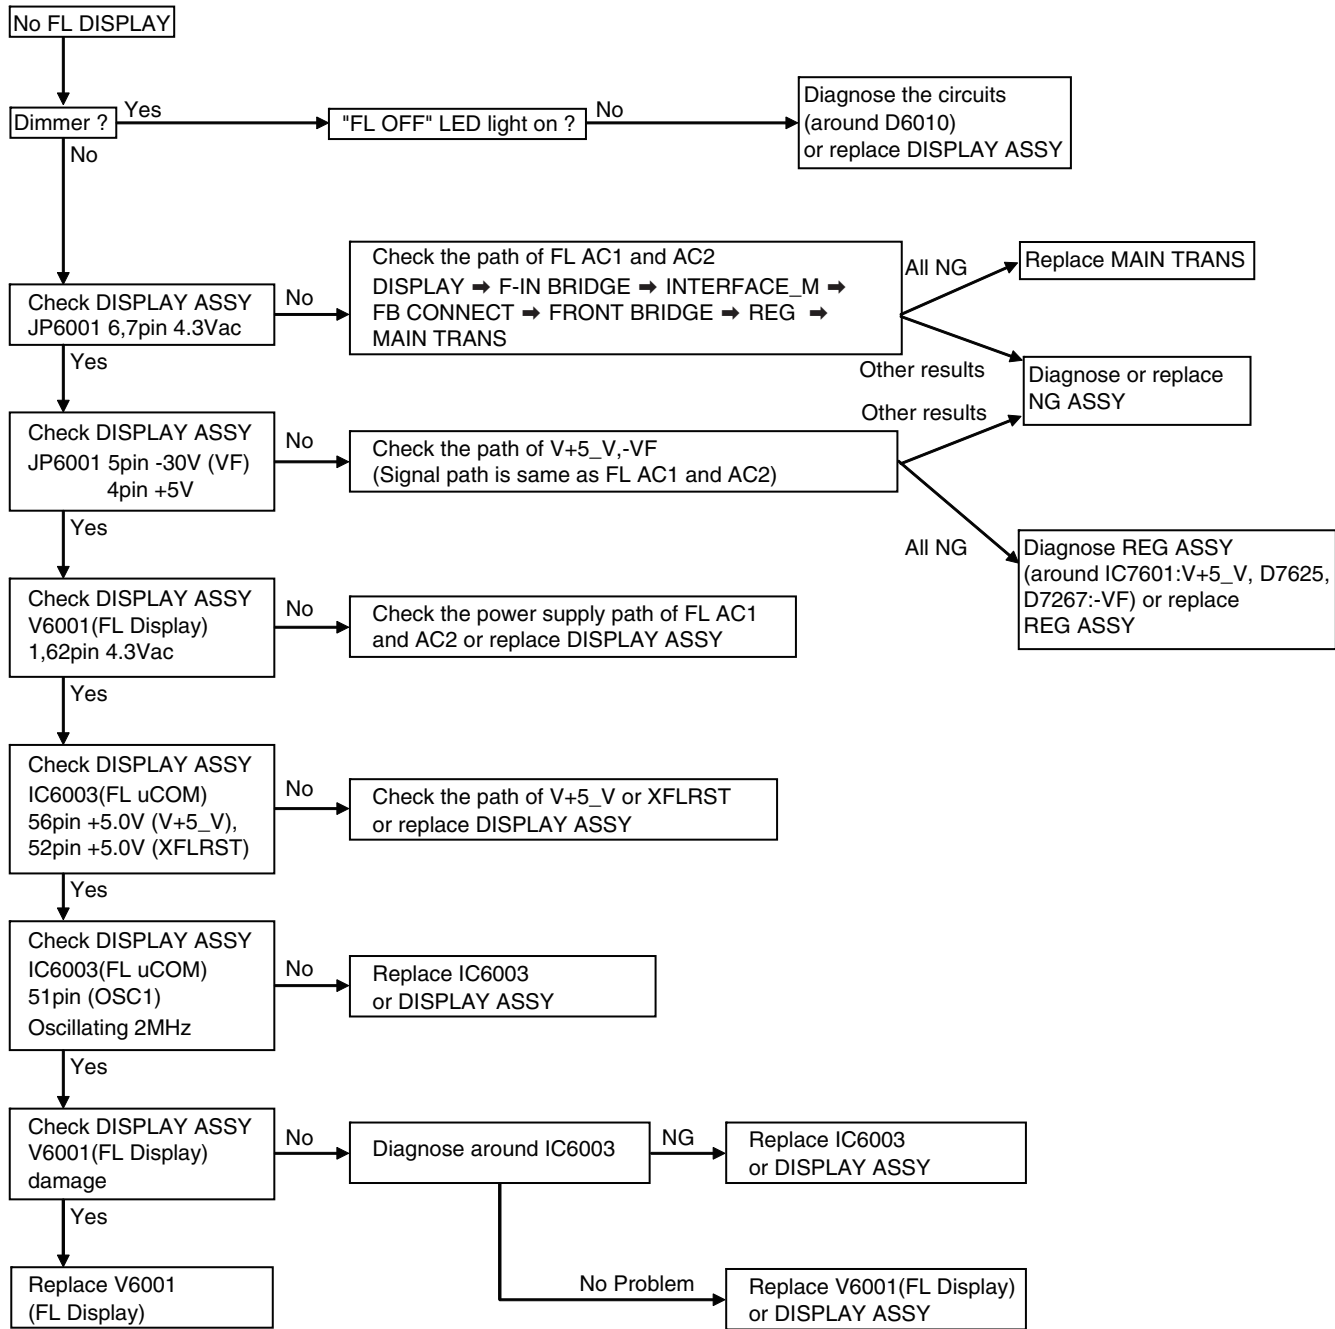 No FL DISPLAY
Dimmer ?
Yes
"FL OFF" LED light on ?
No
Diagnose the circuits
(around D6010)
or replace DISPLAY ASSY
No
Check DISPLAY ASSY
JP6001 6,7pin 4.3Vac
No
Check the path of FL AC1 and AC2
DISPLAY ➡ F-IN BRIDGE ➡ INTERFACE_M ➡
FB CONNECT ➡ FRONT BRIDGE ➡ REG ➡
MAIN TRANS
All NG
Replace MAIN TRANS
Other results
Diagnose or replace
NG ASSY
Yes
Check DISPLAY ASSY
JP6001 5pin -30V (VF)
4pin +5V
No
Check the path of V+5_V,-VF
(Signal path is same as FL AC1 and AC2)
Other results
All NG
Diagnose REG ASSY
(around IC7601:V+5_V, D7625,
D7267:-VF) or replace
REG ASSY
Yes
Check DISPLAY ASSY
V6001(FL Display)
1,62pin 4.3Vac
No
Check the power supply path of FL AC1
and AC2 or replace DISPLAY ASSY
Yes
Check DISPLAY ASSY
IC6003(FL uCOM)
56pin +5.0V (V+5_V),
52pin +5.0V (XFLRST)
No
Check the path of V+5_V or XFLRST
or replace DISPLAY ASSY
Yes
Check DISPLAY ASSY
IC6003(FL uCOM)
51pin (OSC1)
Oscillating 2MHz
No
Replace IC6003
or DISPLAY ASSY
Yes
Check DISPLAY ASSY
V6001(FL Display)
damage
No
Diagnose around IC6003
NG
Replace IC6003
or DISPLAY ASSY
Yes
Replace V6001
(FL Display)
No Problem
Replace V6001(FL Display)
or DISPLAY ASSY